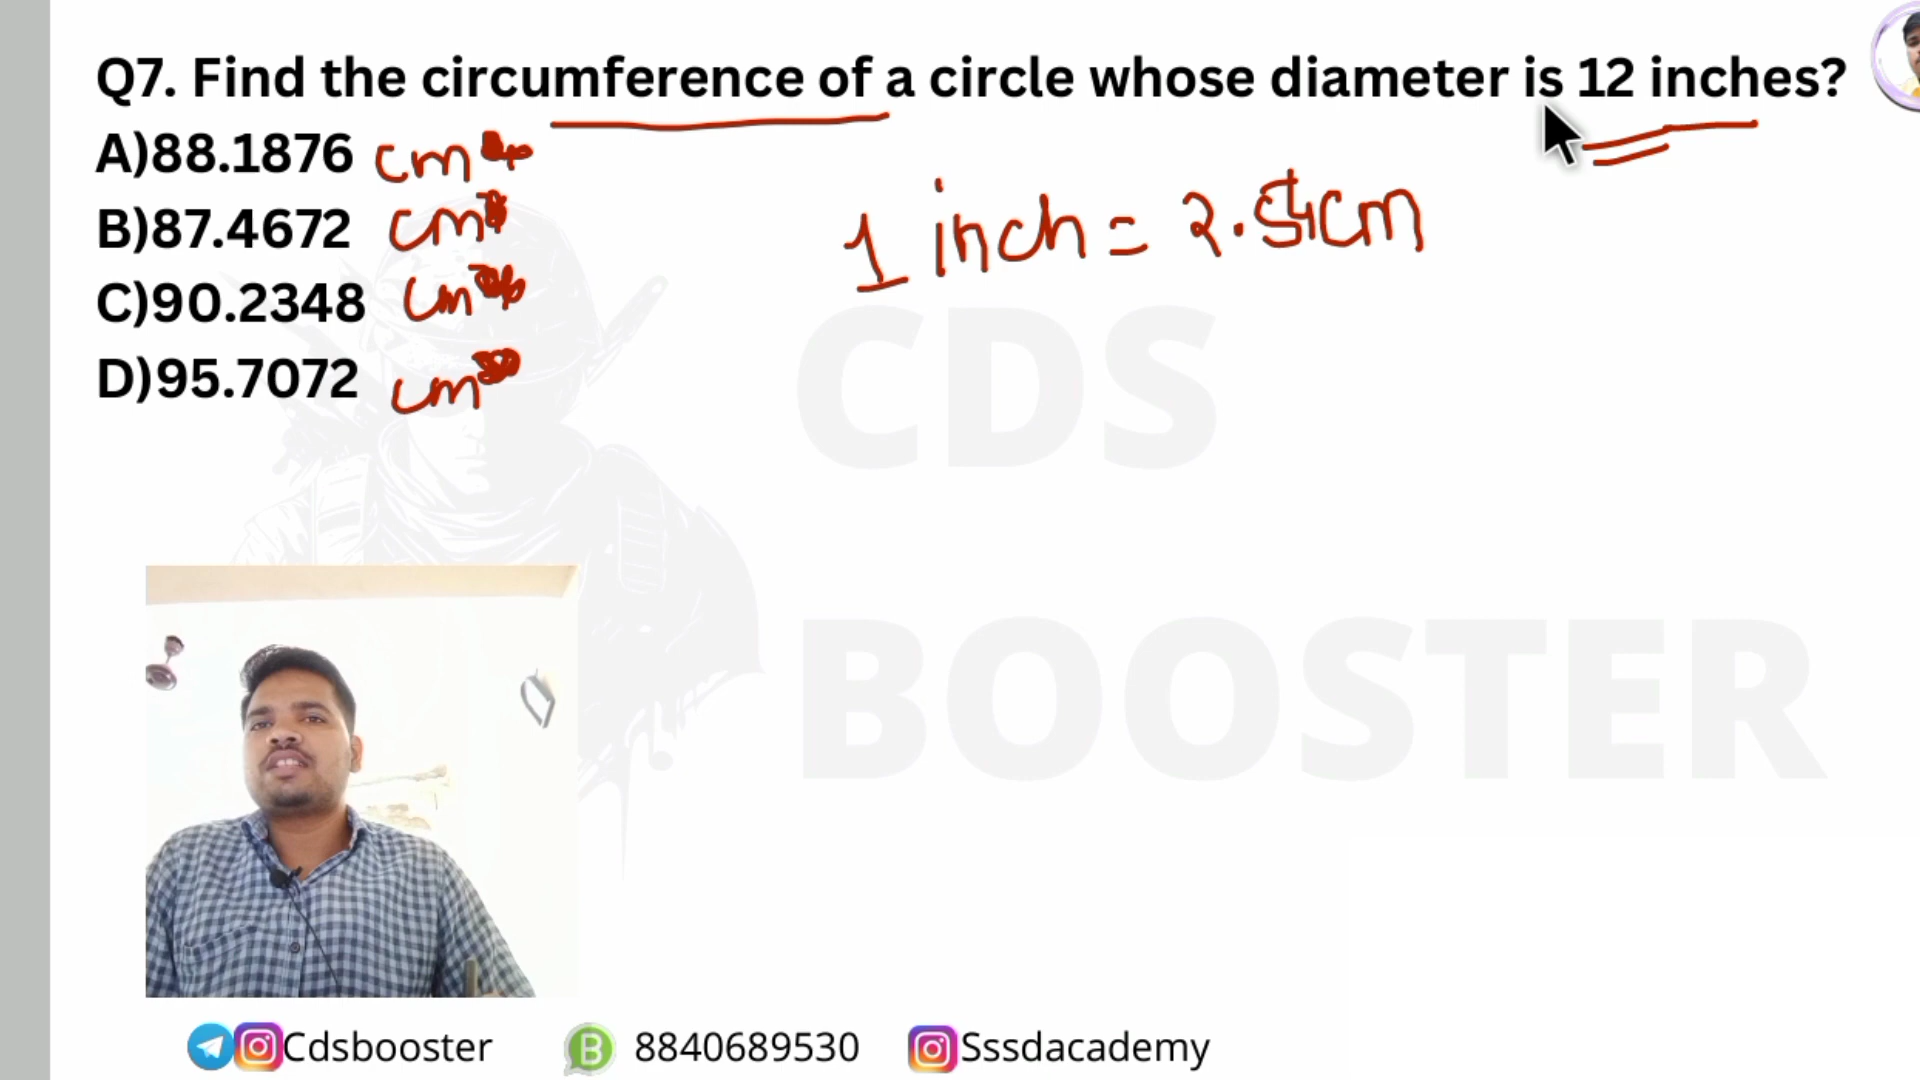 Q7. Find the circumference of a circle whose diameter is 12 inches?
A)88.1876 cm
B)87.4672 cm
C)90.2348 cm
D)95.7072 cm
1 inch = 2.54cm
CDS
BOOSTER
Cdsbooster 8840689530 Sssdacademy